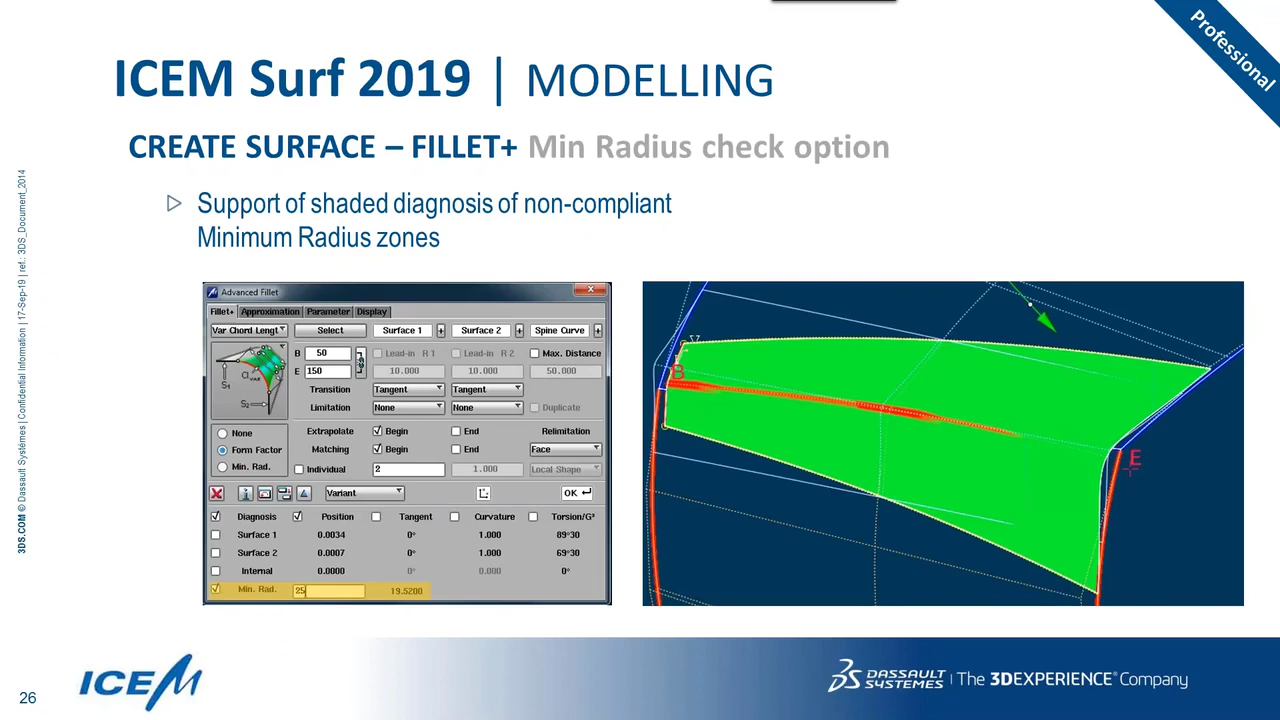 Professional
ICEM Surf 2019 | MODELLING
CREATE SURFACE – FILLET+ Min Radius check option
Support of shaded diagnosis of non-compliant
Minimum Radius zones
Advanced Fillet
Fillet+ Approximation Parameter Display
Var Chord Lengt Select Surface 1 + Surface 2 + Spine Curve +
B 50 Lead-in R 1 Lead-in R 2 Max. Distance
E 150 10.000 10.000 50.000
Transition Tangent Tangent
Limitation None None Duplicate
S1
α VAR
S2
None Extrapolate Begin End Relimitation
Form Factor Matching Begin End Face
Min. Rad. Individual 2 1.000 Local Shape
Variant OK
Diagnosis Position Tangent Curvature Torsion/G³
Surface 1 0.0034 0° 1.000 89°30
Surface 2 0.0007 0° 1.000 69°30
Internal 0.0000 0° 0.000 0°
Min. Rad. 25 19.5200
B
E
3DS.COM © Dassault Systèmes | Confidential Information | 17-Sep-19 | ref.: 3DS_Document_2014
26
ICEM
DASSAULT SYSTEMES | The 3DEXPERIENCE® Company